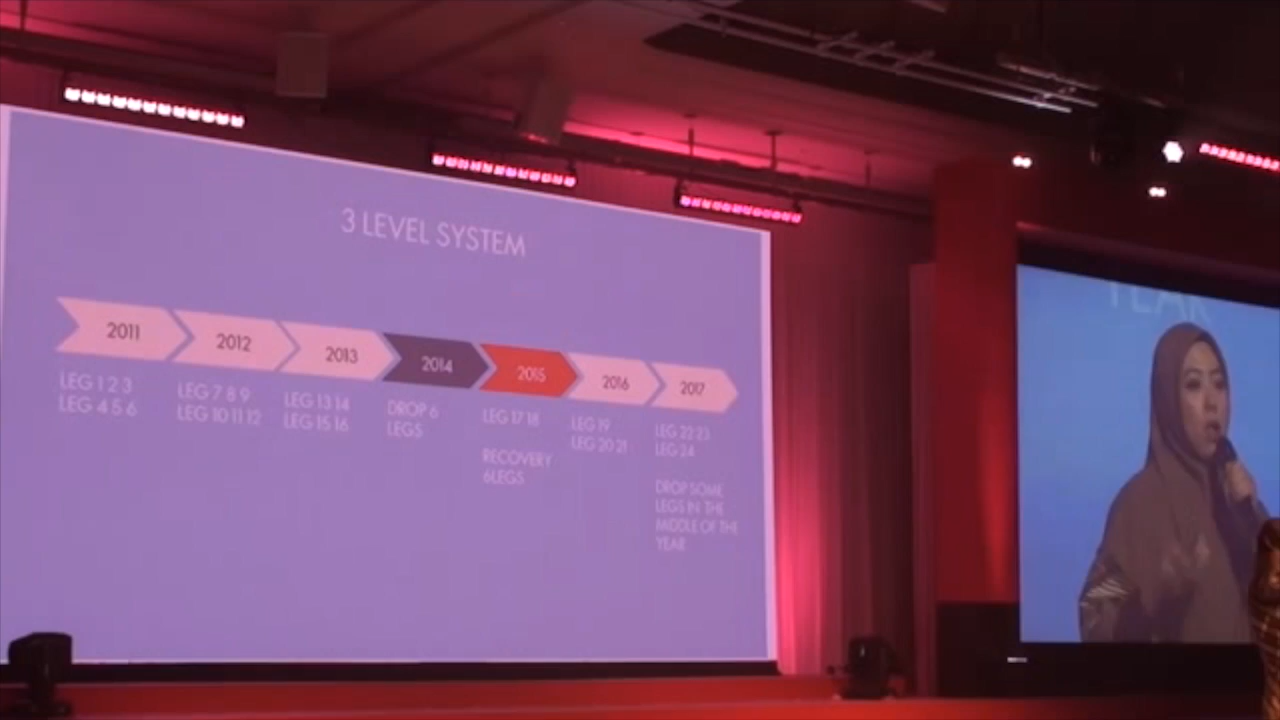 3 LEVEL SYSTEM
2011
2012
2013
2014
2015
2016
2017
LEG 1 2 3
LEG 4 5 6
LEG 7 8 9
LEG 10 11 12
LEG 13 14
LEG 15 16
DROP 6
LEGS
LEG 17 18
RECOVERY
6LEGS
LEG 19
LEG 20 21
LEG 22 23
LEG 24
DROP SOME
LEGS IN THE
MIDDLE OF THE
YEAR
YEAR